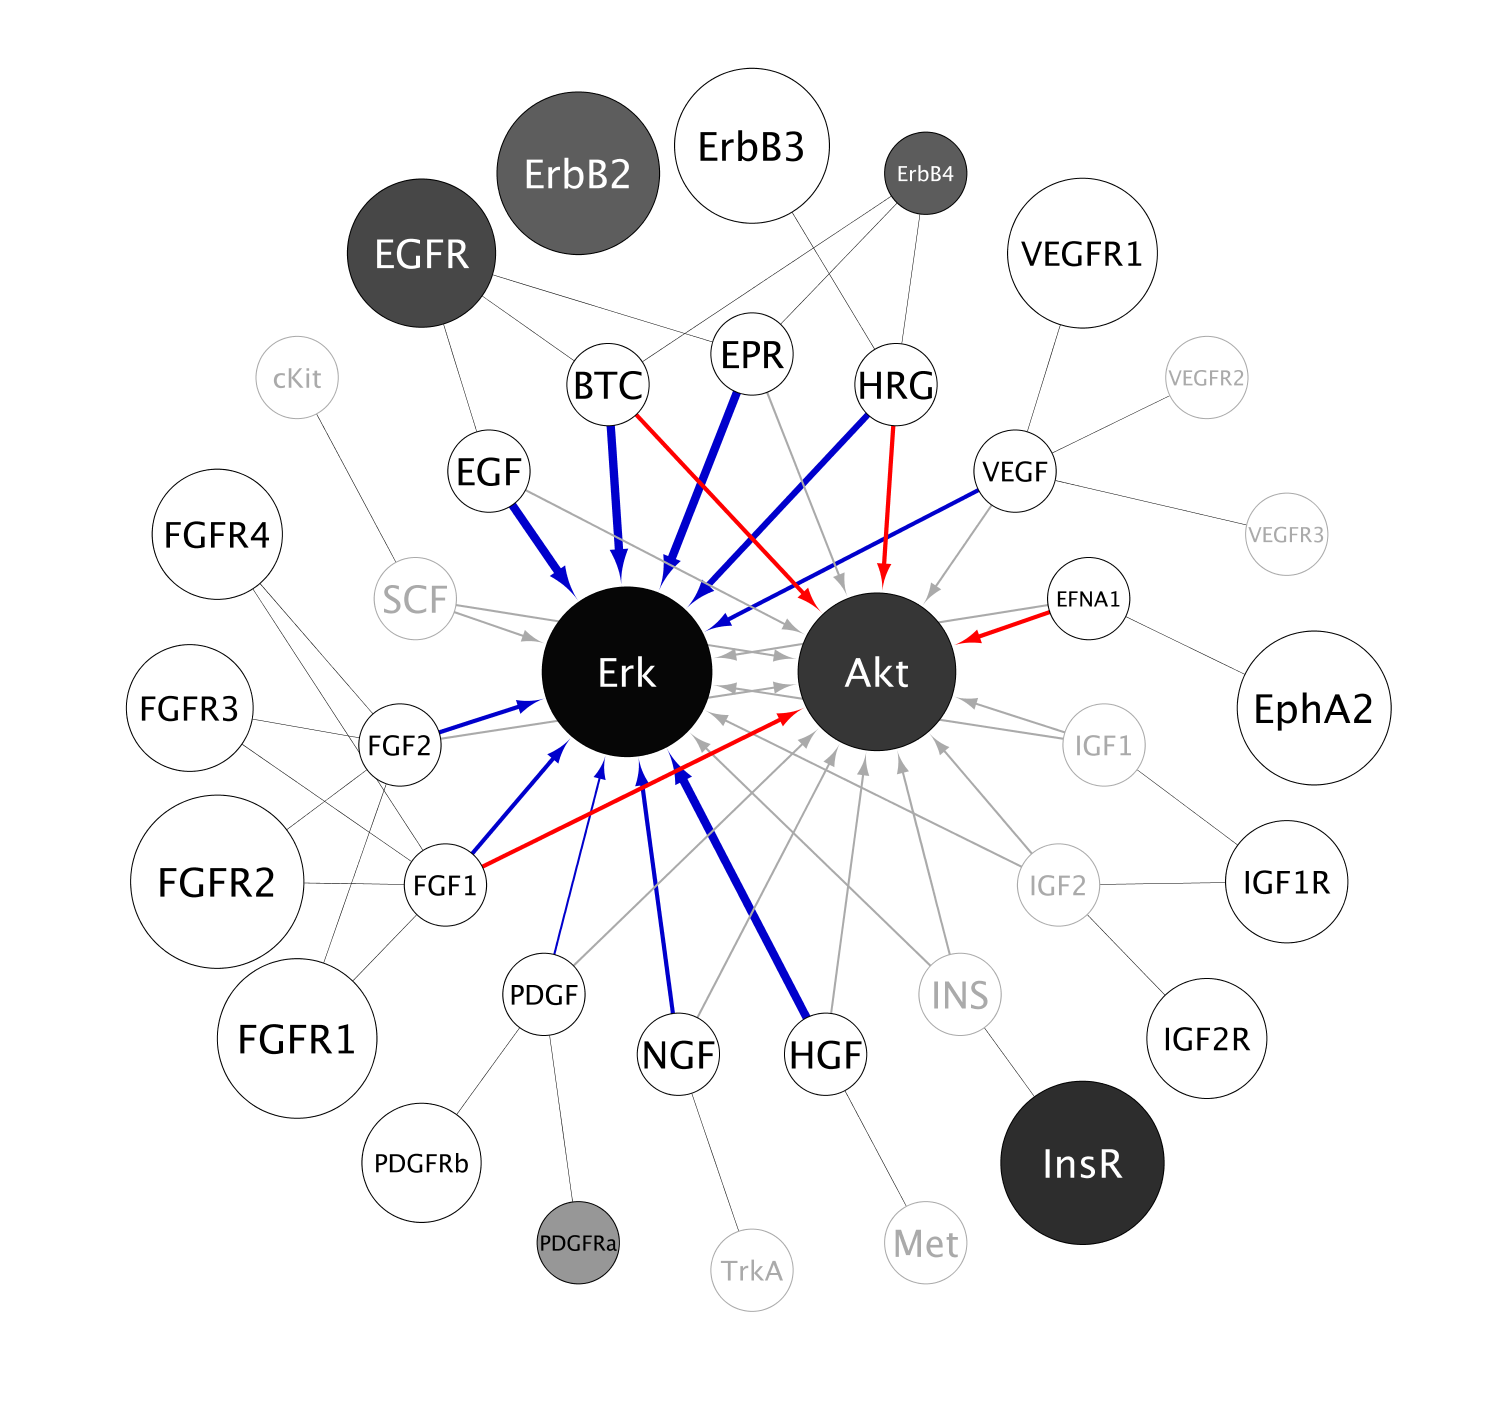 ErbB3
ErbB2
ErbB4
EGFR
VEGFR1
EPR
cKit
VEGFR2
BTC
HRG
EGF
VEGF
FGFR4
VEGFR3
SCF
EFNA1
Erk
Akt
FGFR3
EphA2
FGF2
IGF1
FGFR2
FGF1
IGF2
IGF1R
PDGF
INS
FGFR1
NGF
HGF
IGF2R
PDGFRb
InsR
PDGFRa
Met
TrkA